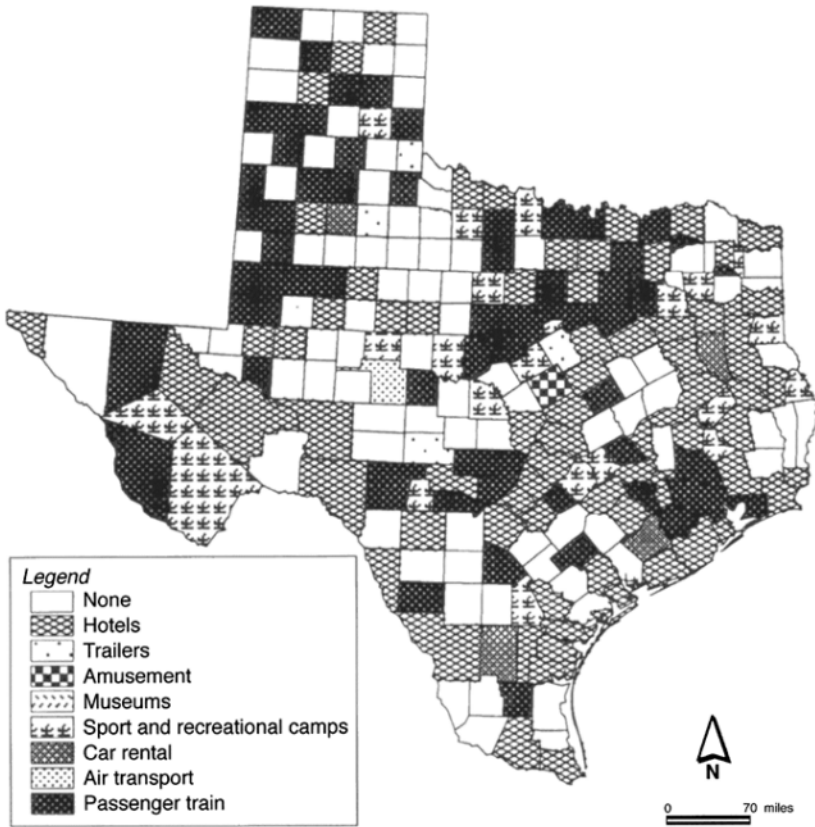 Legend
None
Hotels
Trailers
Amusement
Museums
Sport and recreational camps
Car rental
Air transport
Passenger train
N
0 70 miles